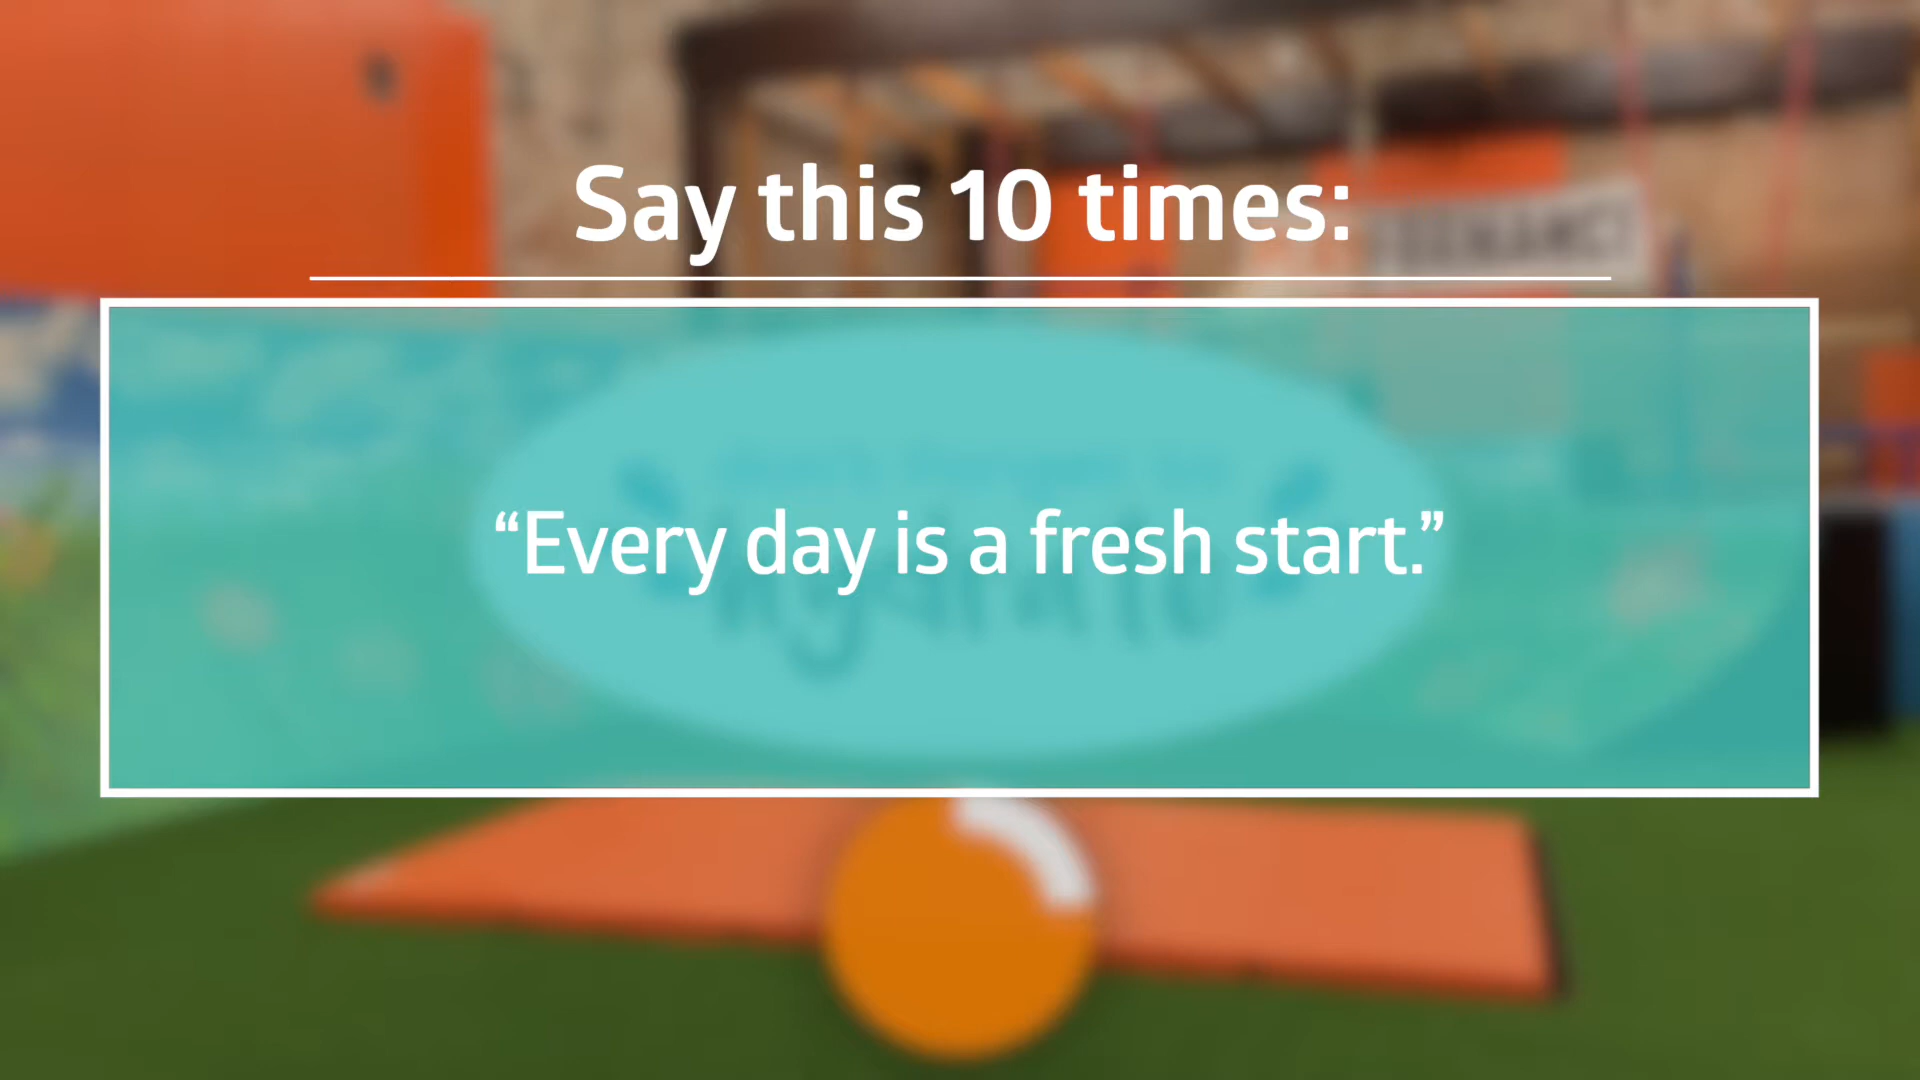 Say this 10 times:
“Every day is a fresh start.”